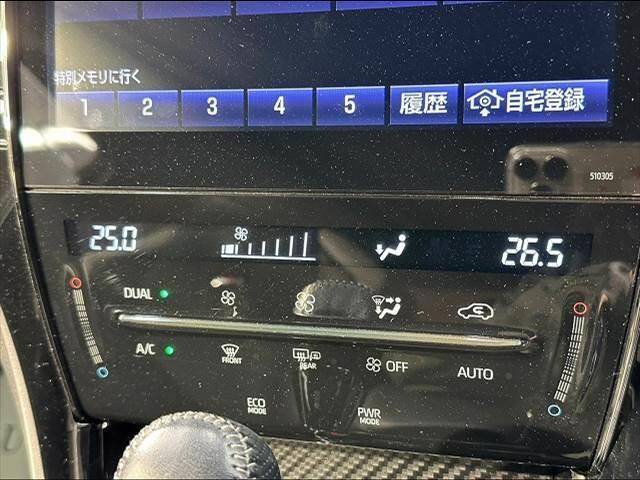 特別メモリに行く
1 2 3 4 5 履歴 自宅登録
510305
25.0 26.5
DUAL
A/C FRONT REAR OFF AUTO
ECO MODE PWR MODE